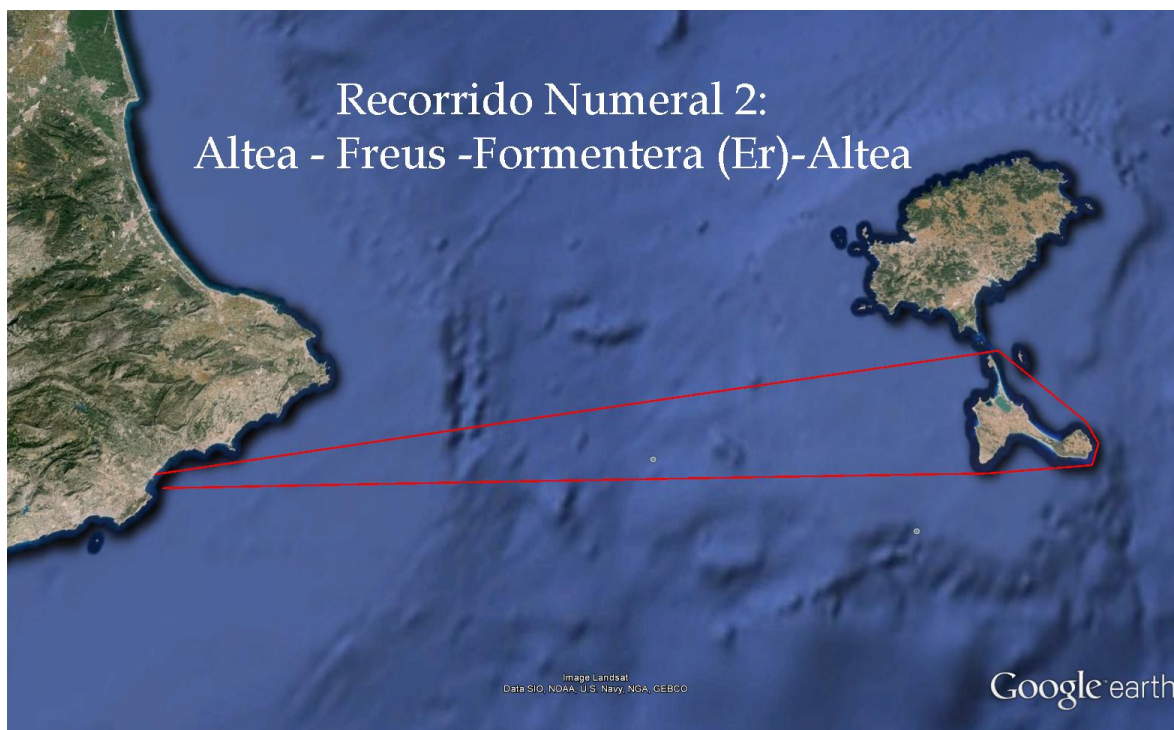 Recorrido Numeral 2:
Altea - Freus -Formentera (Er)-Altea
Image Landsat
Data SIO, NOAA, U.S. Navy, NGA, GEBCO
Google earth